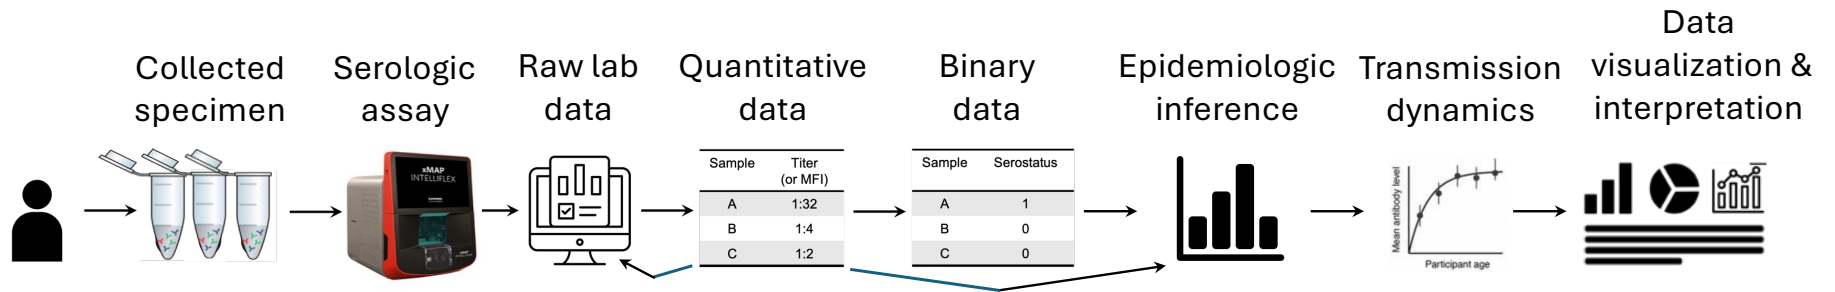 Collected
specimen
Serologic
assay
Raw lab
data
Quantitative
data
Binary
data
Epidemiologic
inference
Transmission
dynamics
Data
visualization &
interpretation
xMAP
INTELLIFLEX
Sample Titer
(or MFI)
A 1:32
B 1:4
C 1:2
Sample Serostatus
A 1
B 0
C 0
Mean antibody level
Participant age